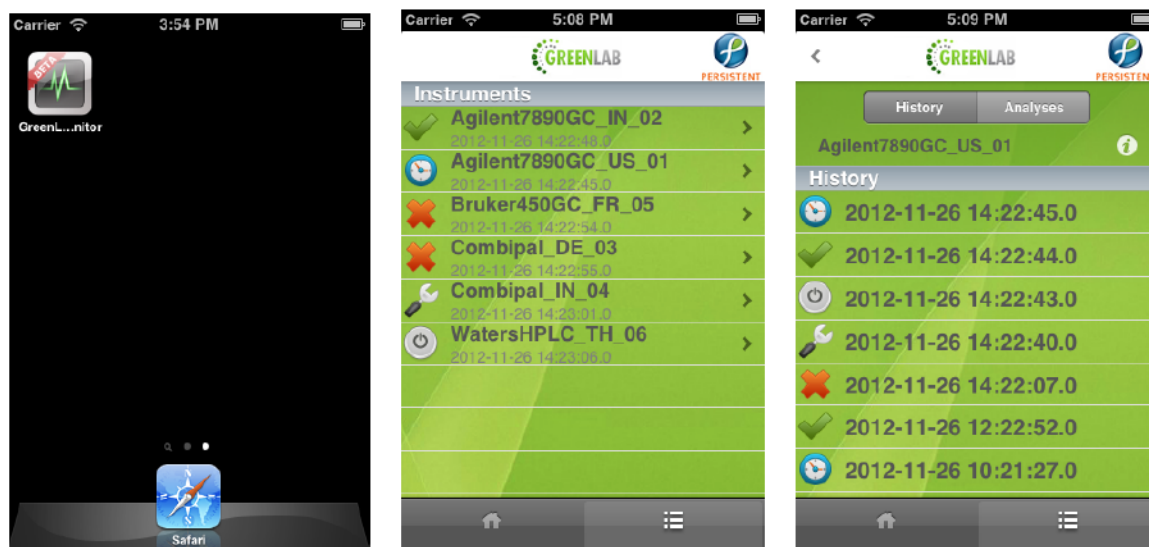 Carrier 3:54 PM
BETA
GreenL...nitor
Safari
Carrier 5:08 PM
GREENLAB
PERSISTENT
Instruments
Agilent7890GC_IN_02
2012-11-26 14:22:48.0
Agilent7890GC_US_01
2012-11-26 14:22:45.0
Bruker450GC_FR_05
2012-11-26 14:22:54.0
Combipal_DE_03
2012-11-26 14:22:55.0
Combipal_IN_04
2012-11-26 14:23:01.0
WatersHPLC_TH_06
2012-11-26 14:23:06.0
Carrier 5:09 PM
GREENLAB
PERSISTEN
History Analyses
Agilent7890GC_US_01
History
2012-11-26 14:22:45.0
2012-11-26 14:22:44.0
2012-11-26 14:22:43.0
2012-11-26 14:22:40.0
2012-11-26 14:22:07.0
2012-11-26 12:22:52.0
2012-11-26 10:21:27.0